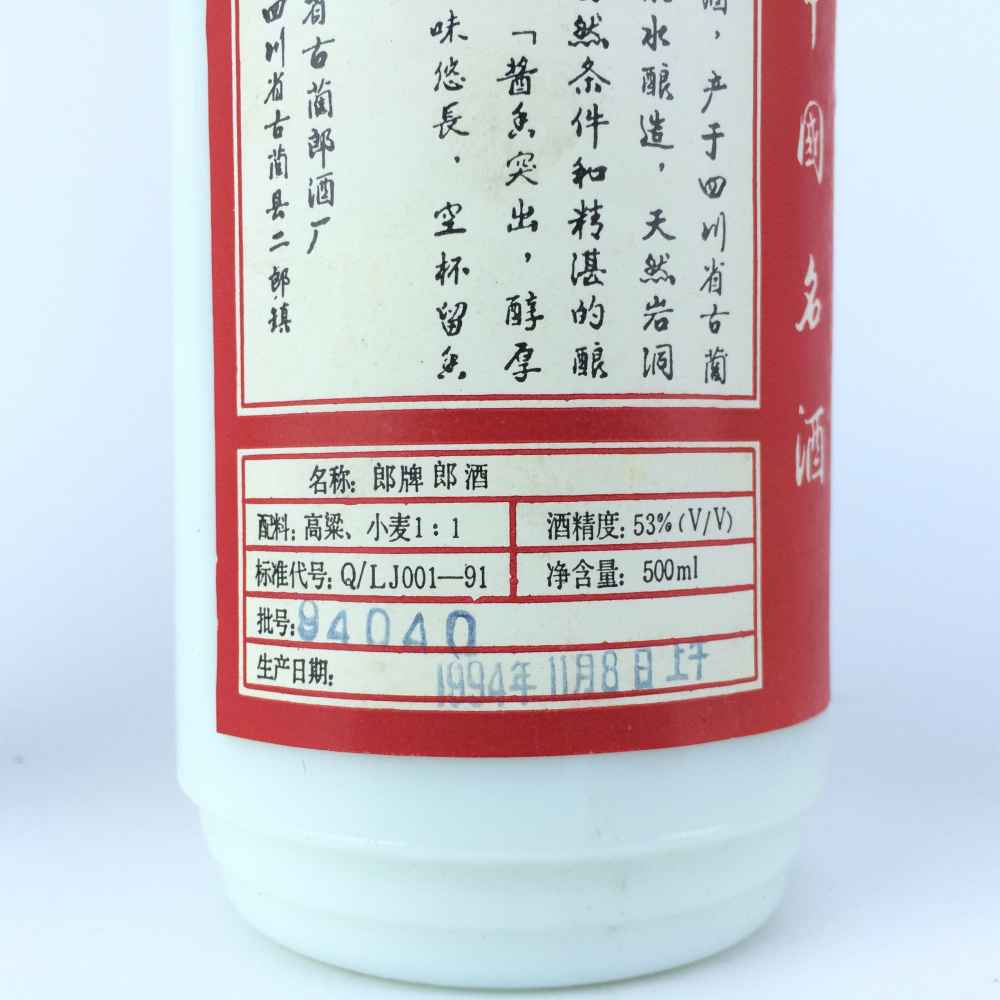 中國名酒
酒，产于四川省古蔺
水酿造，天然岩洞
然条件和精湛的酿
「酱香突出，醇厚
味悠長．空杯留香
省古蔺郎酒厂
四川省古蔺县二郎镇
名称：郎牌郎酒
配料：高粱、小麦1：1
酒精度：53%(V/V)
标准代号：Q/LJ001—91
净含量：500ml
批号：94040
生产日期：1994年11月8日上午